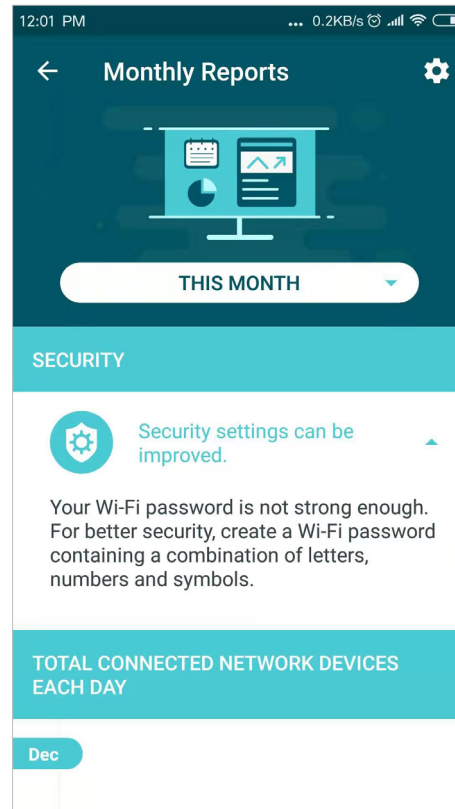 12:01 PM ... 0.2KB/s
Monthly Reports
THIS MONTH
SECURITY
Security settings can be
improved.
Your Wi-Fi password is not strong enough.
For better security, create a Wi-Fi password
containing a combination of letters,
numbers and symbols.
TOTAL CONNECTED NETWORK DEVICES
EACH DAY
Dec